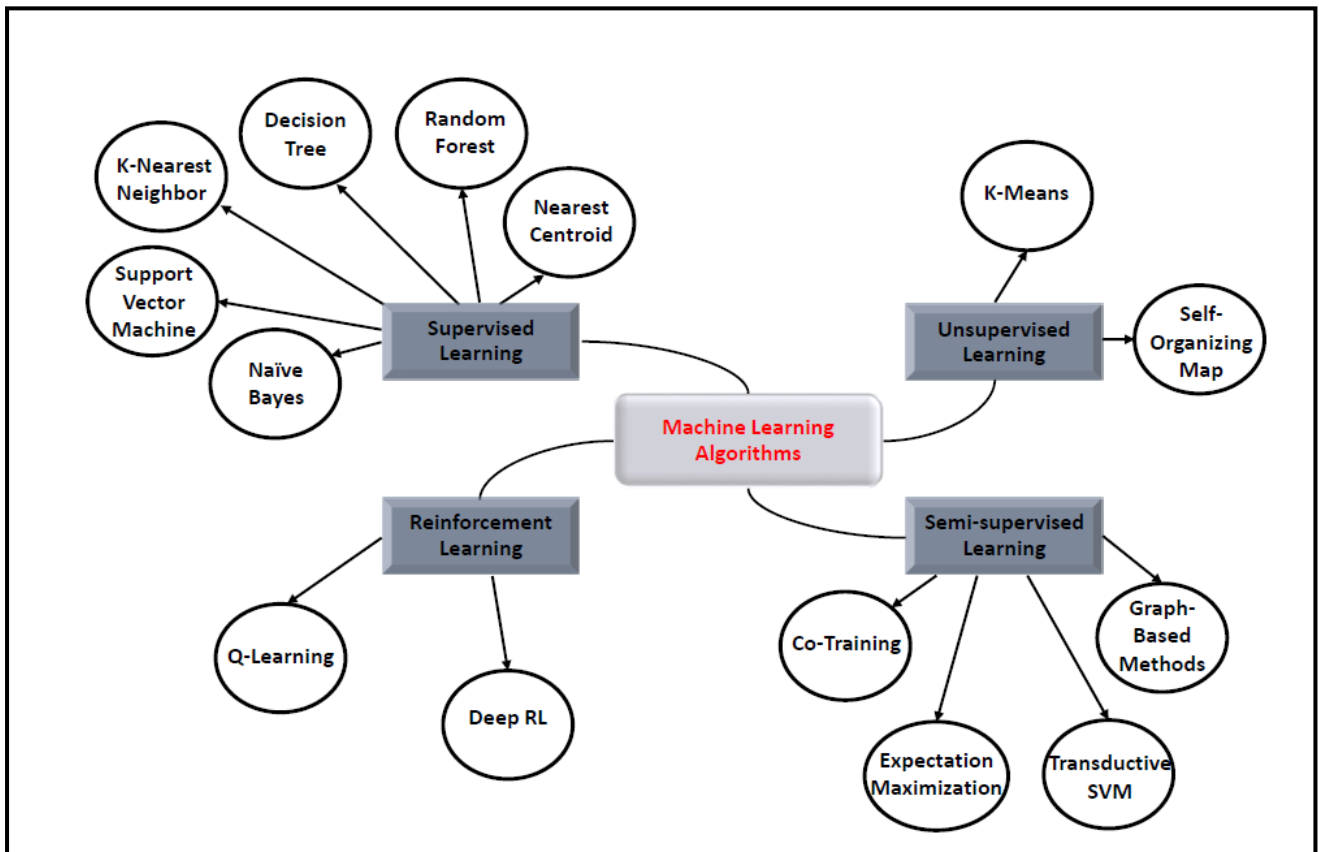 Decision
Tree
Random
Forest
K-Nearest
Neighbor
Nearest
Centroid
Support
Vector
Machine
Naïve
Bayes
Supervised
Learning
K-Means
Unsupervised
Learning
Self-
Organizing
Map
Machine Learning
Algorithms
Reinforcement
Learning
Q-Learning
Deep RL
Semi-supervised
Learning
Co-Training
Graph-
Based
Methods
Expectation
Maximization
Transductive
SVM